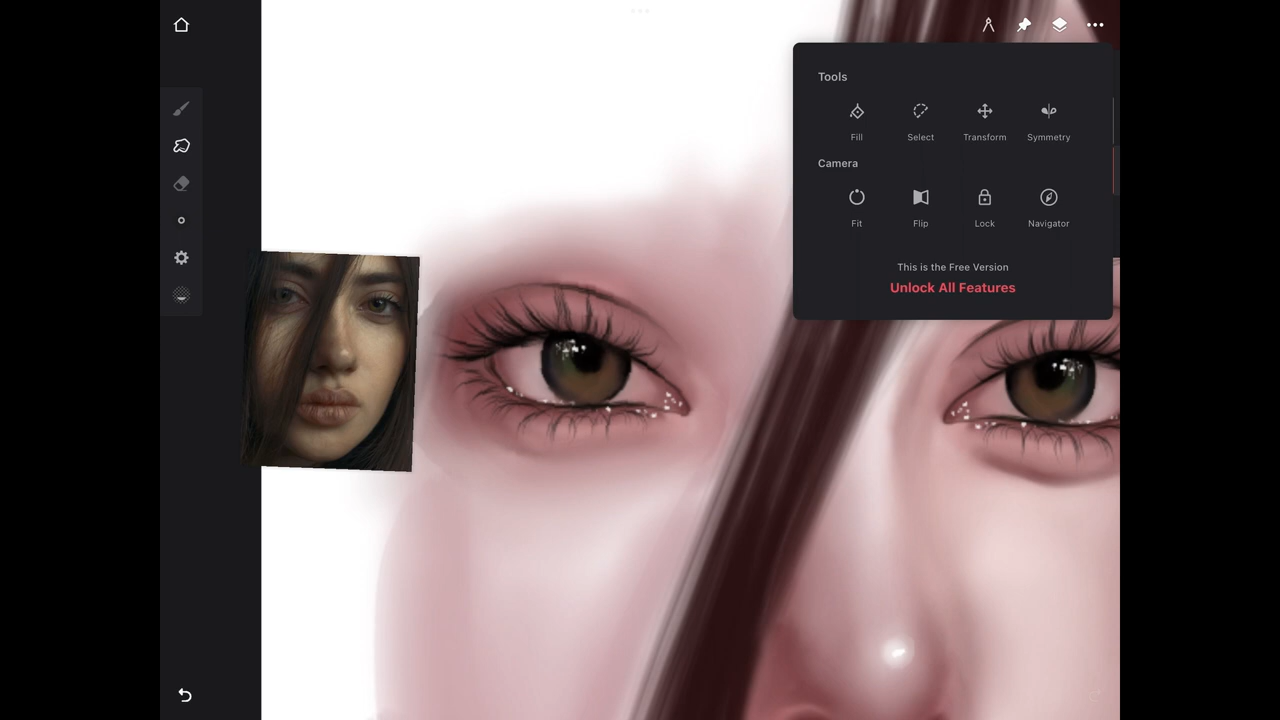 Tools
Fill Select Transform Symmetry
Camera
Fit Flip Lock Navigator
This is the Free Version
Unlock All Features